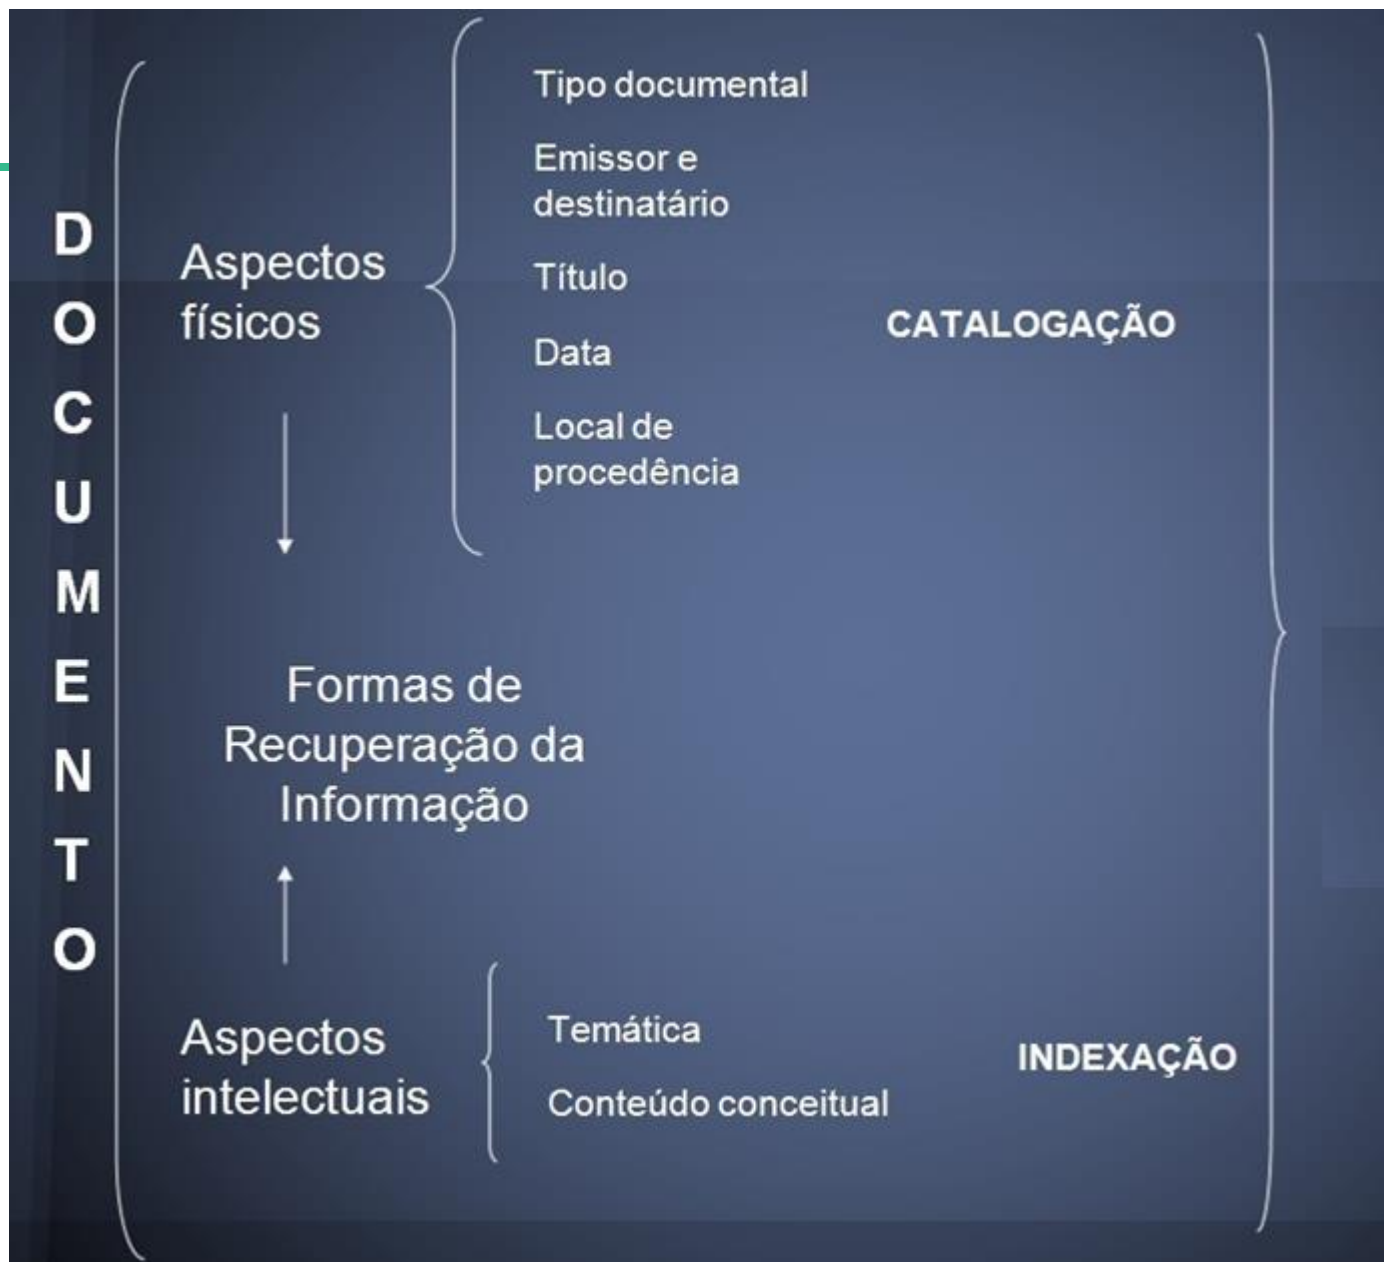 DOCUMENTO
Aspectos
físicos
Tipo documental
Emissor e
destinatário
Título
Data
Local de
procedência
CATALOGAÇÃO
Formas de
Recuperação da
Informação
Aspectos
intelectuais
Temática
Conteúdo conceitual
INDEXAÇÃO